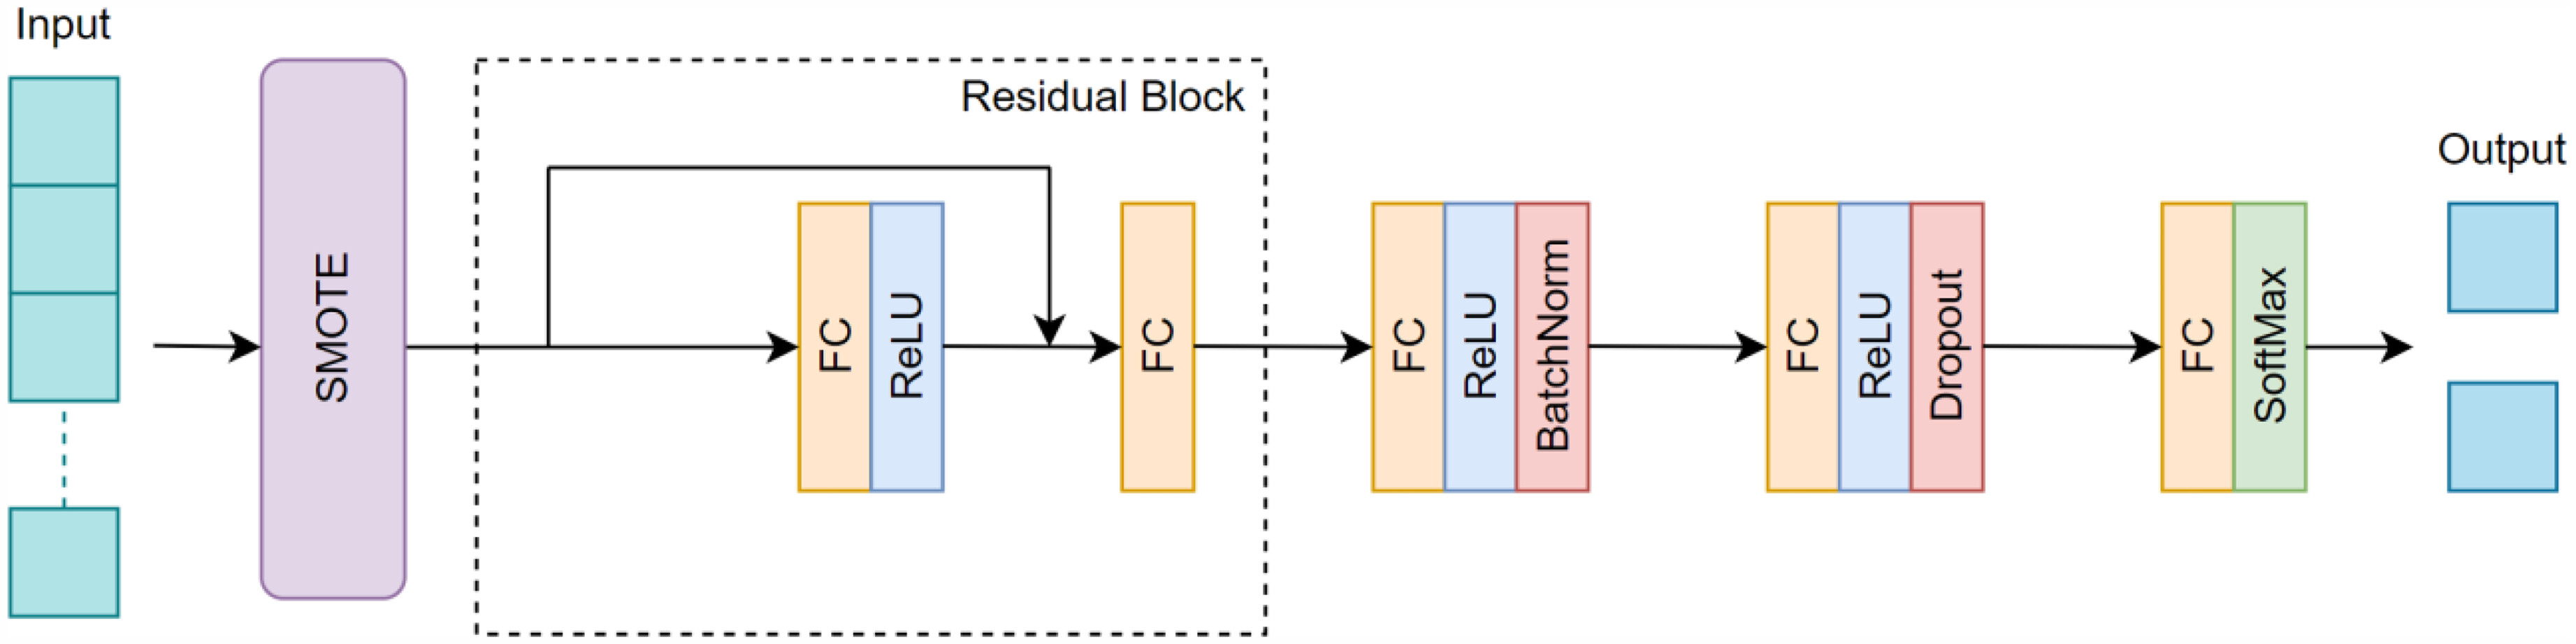 Input
SMOTE
Residual Block
FC
ReLU
FC
FC
ReLU
BatchNorm
FC
ReLU
Dropout
FC
SoftMax
Output